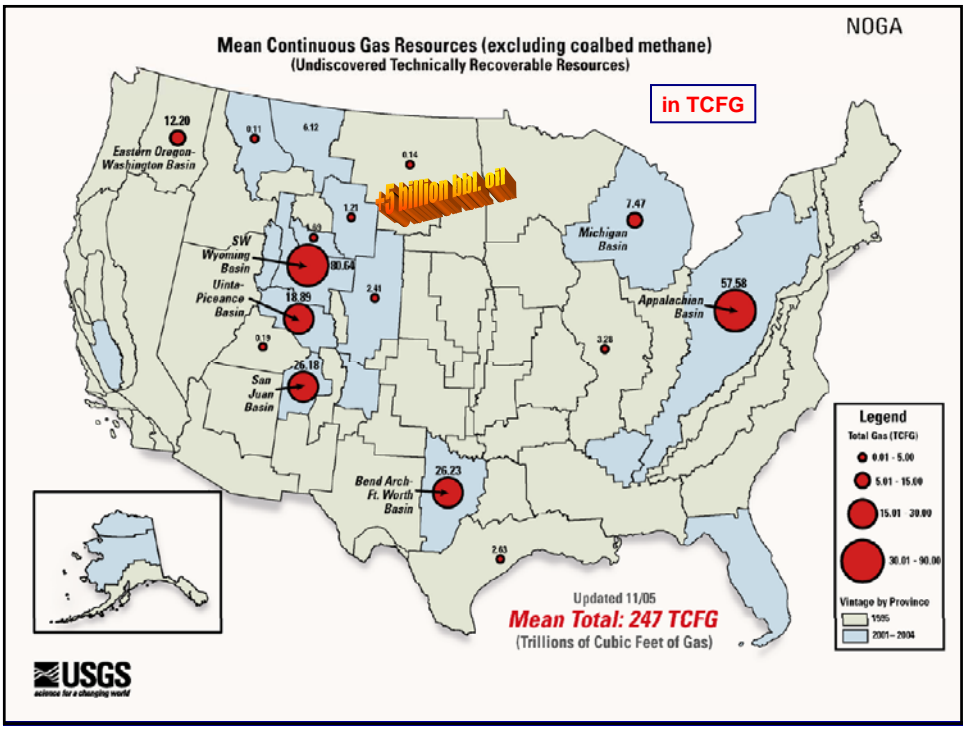 NOGA
Mean Continuous Gas Resources (excluding coalbed methane)
(Undiscovered Technically Recoverable Resources)
in TCFG
12.20
Eastern Oregon-
Washington Basin
0.11
6.12
0.14
+5 billion bbl. oil
1.21
7.47
Michigan
Basin
SW
Wyoming
Basin
80.64
Uinta-
Piceance
Basin
18.89
2.41
57.58
Appalachian
Basin
0.19
3.28
26.18
San
Juan
Basin
26.23
Bend Arch-
Ft. Worth
Basin
2.63
Legend
Total Gas (TCFG)
0.01 - 5.00
5.01 - 15.00
15.01 - 30.00
30.01 - 90.00
Vintage by Province
1995
2001-2004
Updated 11/05
Mean Total: 247 TCFG
(Trillions of Cubic Feet of Gas)
USGS
science for a changing world